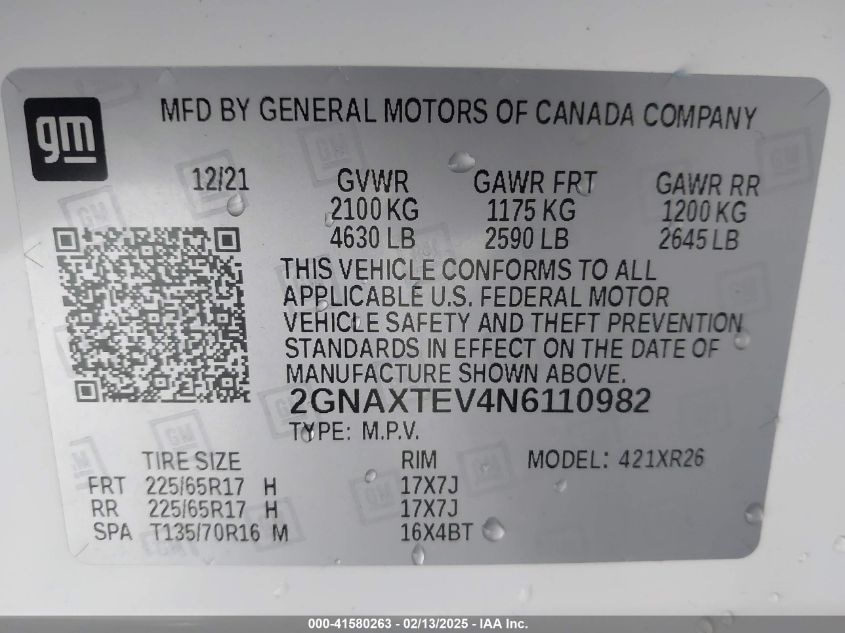 gm
MFD BY GENERAL MOTORS OF CANADA COMPANY
12/21 GVWR GAWR FRT GAWR RR
2100 KG 1175 KG 1200 KG
4630 LB 2590 LB 2645 LB
THIS VEHICLE CONFORMS TO ALL
APPLICABLE U.S. FEDERAL MOTOR
VEHICLE SAFETY AND THEFT PREVENTION
STANDARDS IN EFFECT ON THE DATE OF
MANUFACTURE SHOWN ABOVE.
2GNAXTEV4N6110982
TYPE: M.P.V.
TIRE SIZE RIM MODEL: 421XR26
FRT 225/65R17 H 17X7J
RR 225/65R17 H 17X7J
SPA T135/70R16 M 16X4BT
000-41580263 - 02/13/2025 - IAA Inc.